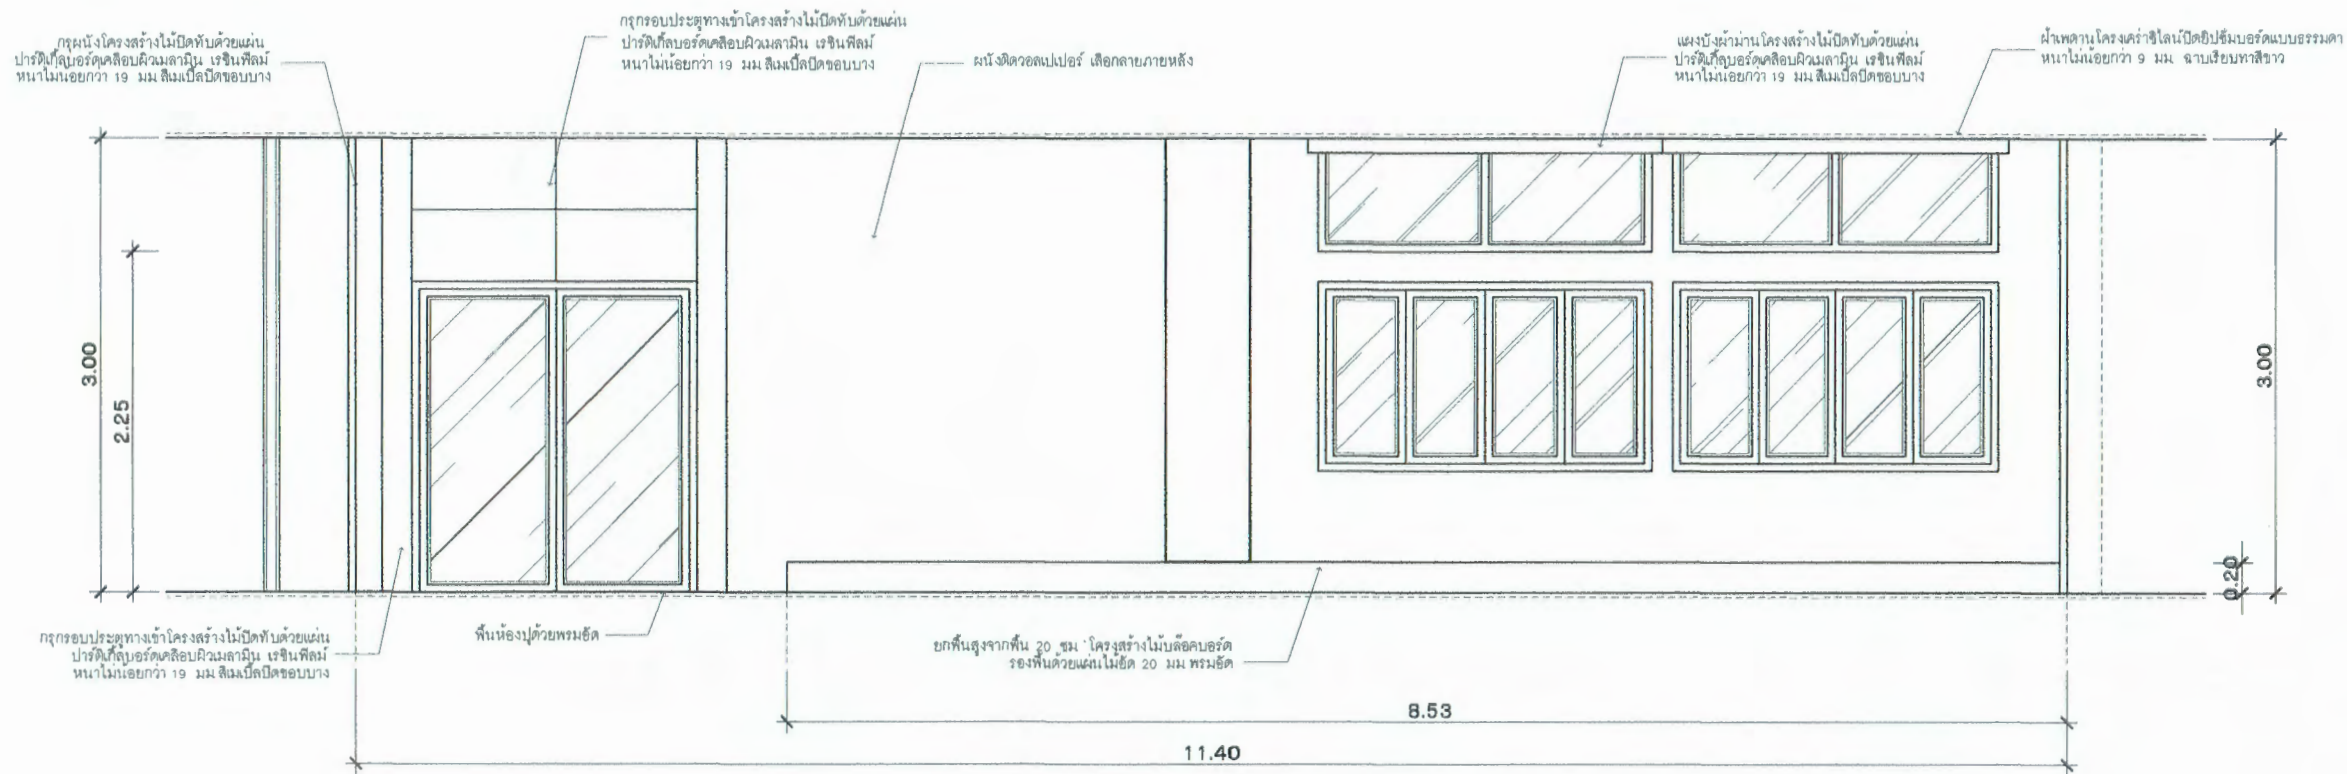 กรุผนังโครงสร้างไม้ปิดทับด้วยแผ่น
ปาร์ติเกิ้ลบอร์ดเคลือบผิวเมลามีน เรซินฟิลม์
หนาไม่น้อยกว่า 19 มม สีเมเปิ้ลปิดขอบบาง
กรุกรอบประตูทางเข้าโครงสร้างไม้ปิดทับด้วยแผ่น
ปาร์ติเกิ้ลบอร์ดเคลือบผิวเมลามีน เรซินฟิลม์
หนาไม่น้อยกว่า 19 มม สีเมเปิ้ลปิดขอบบาง
ผนังติดวอลเปเปอร์ เลือกลายภายหลัง
แผงบังผ้าม่านโครงสร้างไม้ปิดทับด้วยแผ่น
ปาร์ติเกิ้ลบอร์ดเคลือบผิวเมลามีน เรซินฟิลม์
หนาไม่น้อยกว่า 19 มม สีเมเปิ้ลปิดขอบบาง
ฝ้าเพดานโครงเคร่าซีไลน์ปิดยิปซั่มบอร์ดแบบธรรมดา
หนาไม่น้อยกว่า 9 มม ฉาบเรียบทาสีขาว
3.00
2.25
3.00
0.20
กรุกรอบประตูทางเข้าโครงสร้างไม้ปิดทับด้วยแผ่น
ปาร์ติเกิ้ลบอร์ดเคลือบผิวเมลามีน เรซินฟิลม์
หนาไม่น้อยกว่า 19 มม สีเมเปิ้ลปิดขอบบาง
พื้นห้องปูด้วยพรมอัด
ยกพื้นสูงจากพื้น 20 ซม โครงสร้างไม้บล๊อคบอร์ด
รองพื้นด้วยแผ่นไม้อัด 20 มม พรมอัด
8.53
11.40